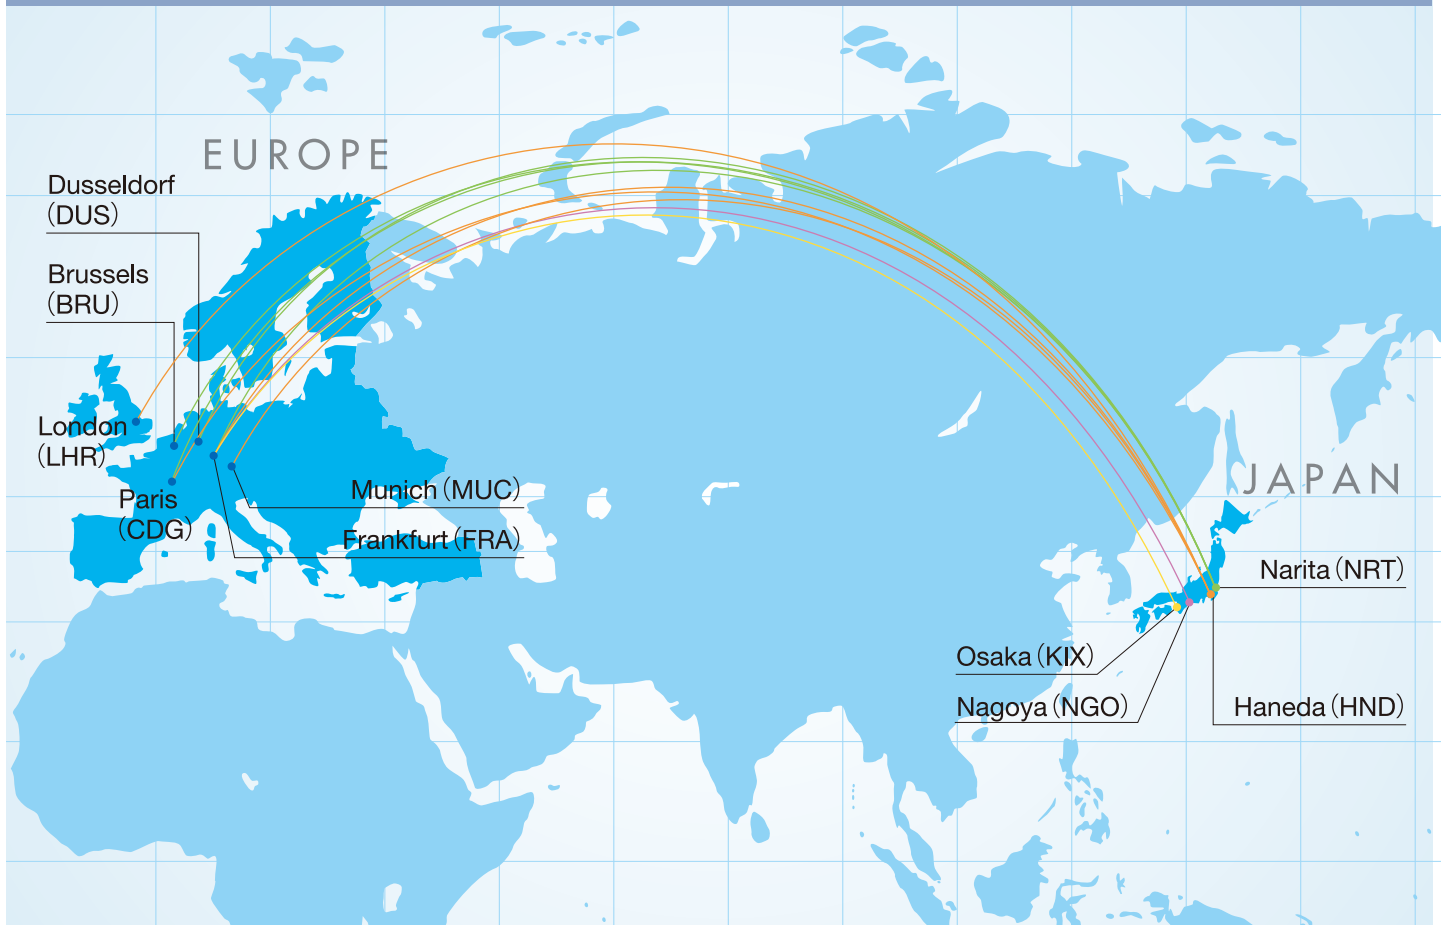 EUROPE
Dusseldorf
(DUS)
Brussels
(BRU)
London
(LHR)
Paris
(CDG)
Munich (MUC)
Frankfurt (FRA)
JAPAN
Narita (NRT)
Osaka (KIX)
Nagoya (NGO)
Haneda (HND)